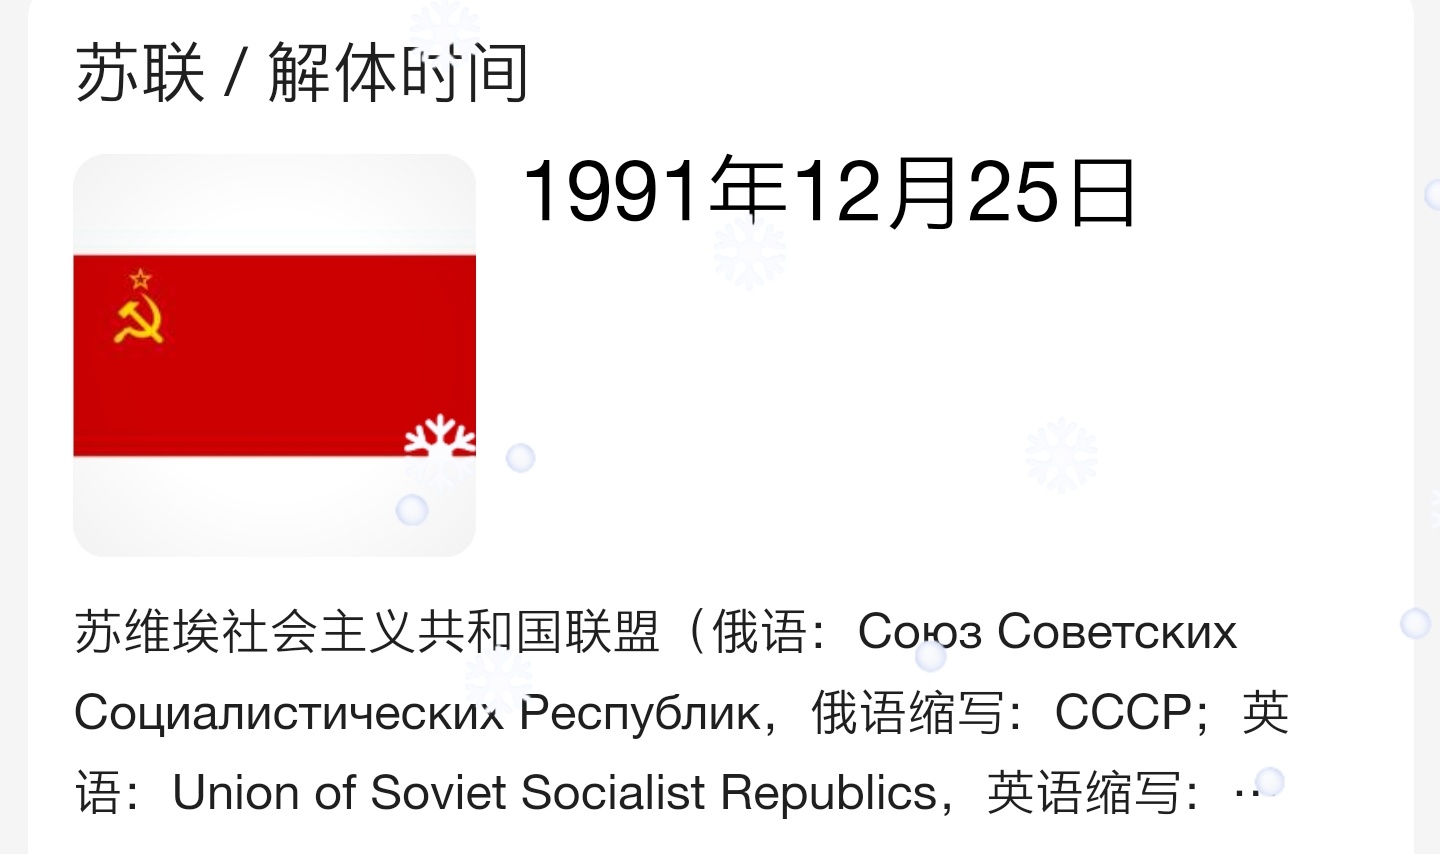 苏联 / 解体时间
1991年12月25日
苏维埃社会主义共和国联盟（俄语：Союз Советских
Социалистических Республик，俄语缩写：СССР；英
语：Union of Soviet Socialist Republics，英语缩写：…